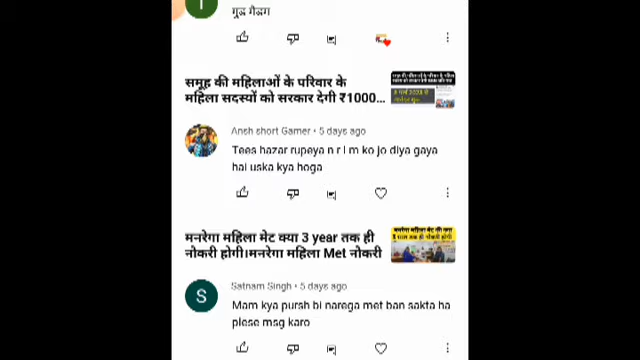 T
गुड गैडग
समूह की महिलाओं के परिवार के
महिला सदस्यों को सरकार देगी ₹1000...
Ansh short Gamer • 5 days ago
Tees hazar rupeya n r l m ko jo diya gaya
hai uska kya hoga
मनरेगा महिला मेट क्या 3 year तक ही
नोकरी होगी।मनरेगा महिला Met नोकरी
S
Satnam Singh • 5 days ago
Mam kya pursh bi narega met ban sakta ha
plese msg karo